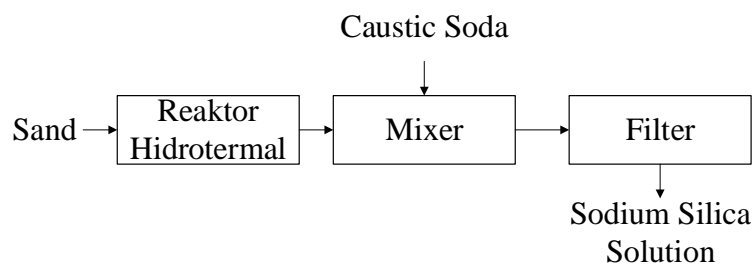 Caustic Soda
Sand
Reaktor
Hidrotermal
Mixer
Filter
Sodium Silica
Solution